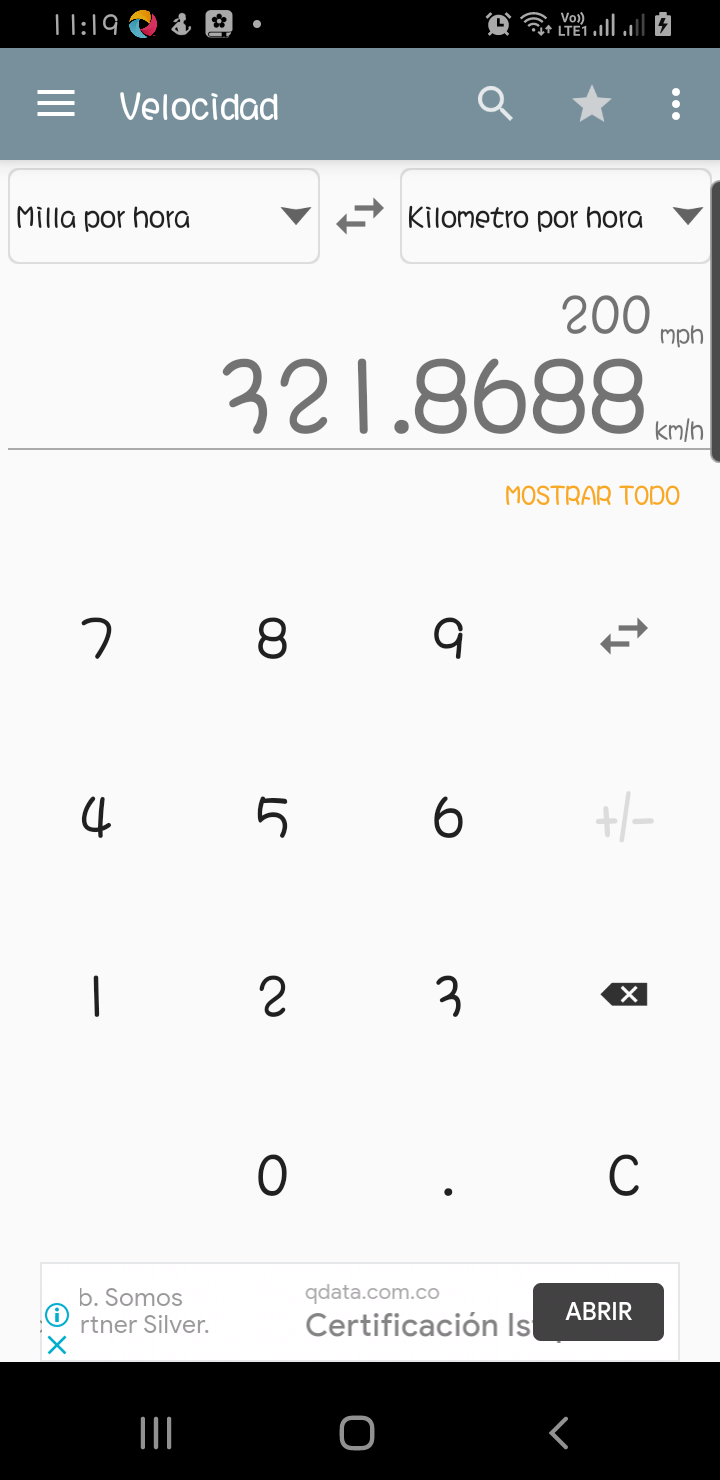 11:19 Vo)) LTE1
Velocidad
Milla por hora Kilometro por hora
200 mph
321.8688 km/h
MOSTRAR TODO
7 8 9
4 5 6 +/-
1 2 3
0 . C
b. Somos
rtner Silver.
qdata.com.co
Certificación Is
ABRIR